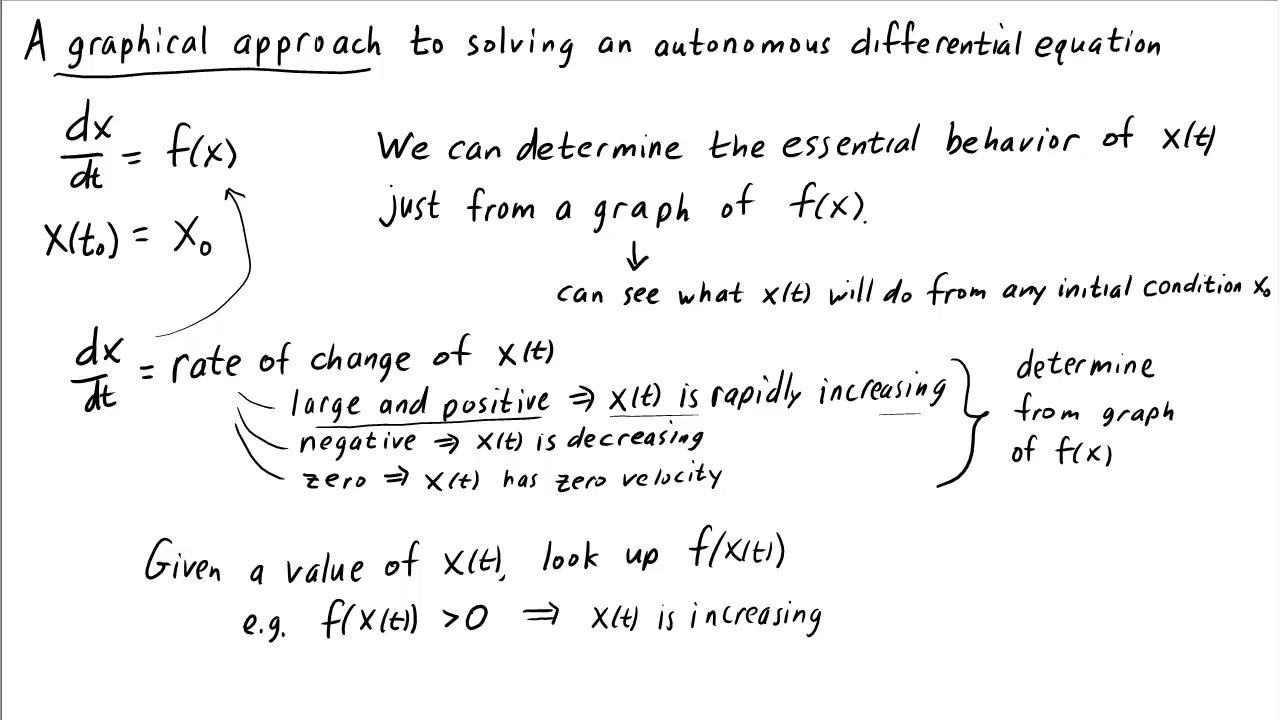 A graphical approach to solving an autonomous differential equation
dx/dt = f(x)
x(t₀) = x₀
We can determine the essential behavior of x(t)
just from a graph of f(x).
↓
can see what x(t) will do from any initial condition x₀
dx/dt = rate of change of x(t)
large and positive ⇒ x(t) is rapidly increasing
negative ⇒ x(t) is decreasing
zero ⇒ x(t) has zero velocity
determine
from graph
of f(x)
Given a value of x(t), look up f(x(t))
e.g. f(x(t)) >0 ⇒ x(t) is increasing